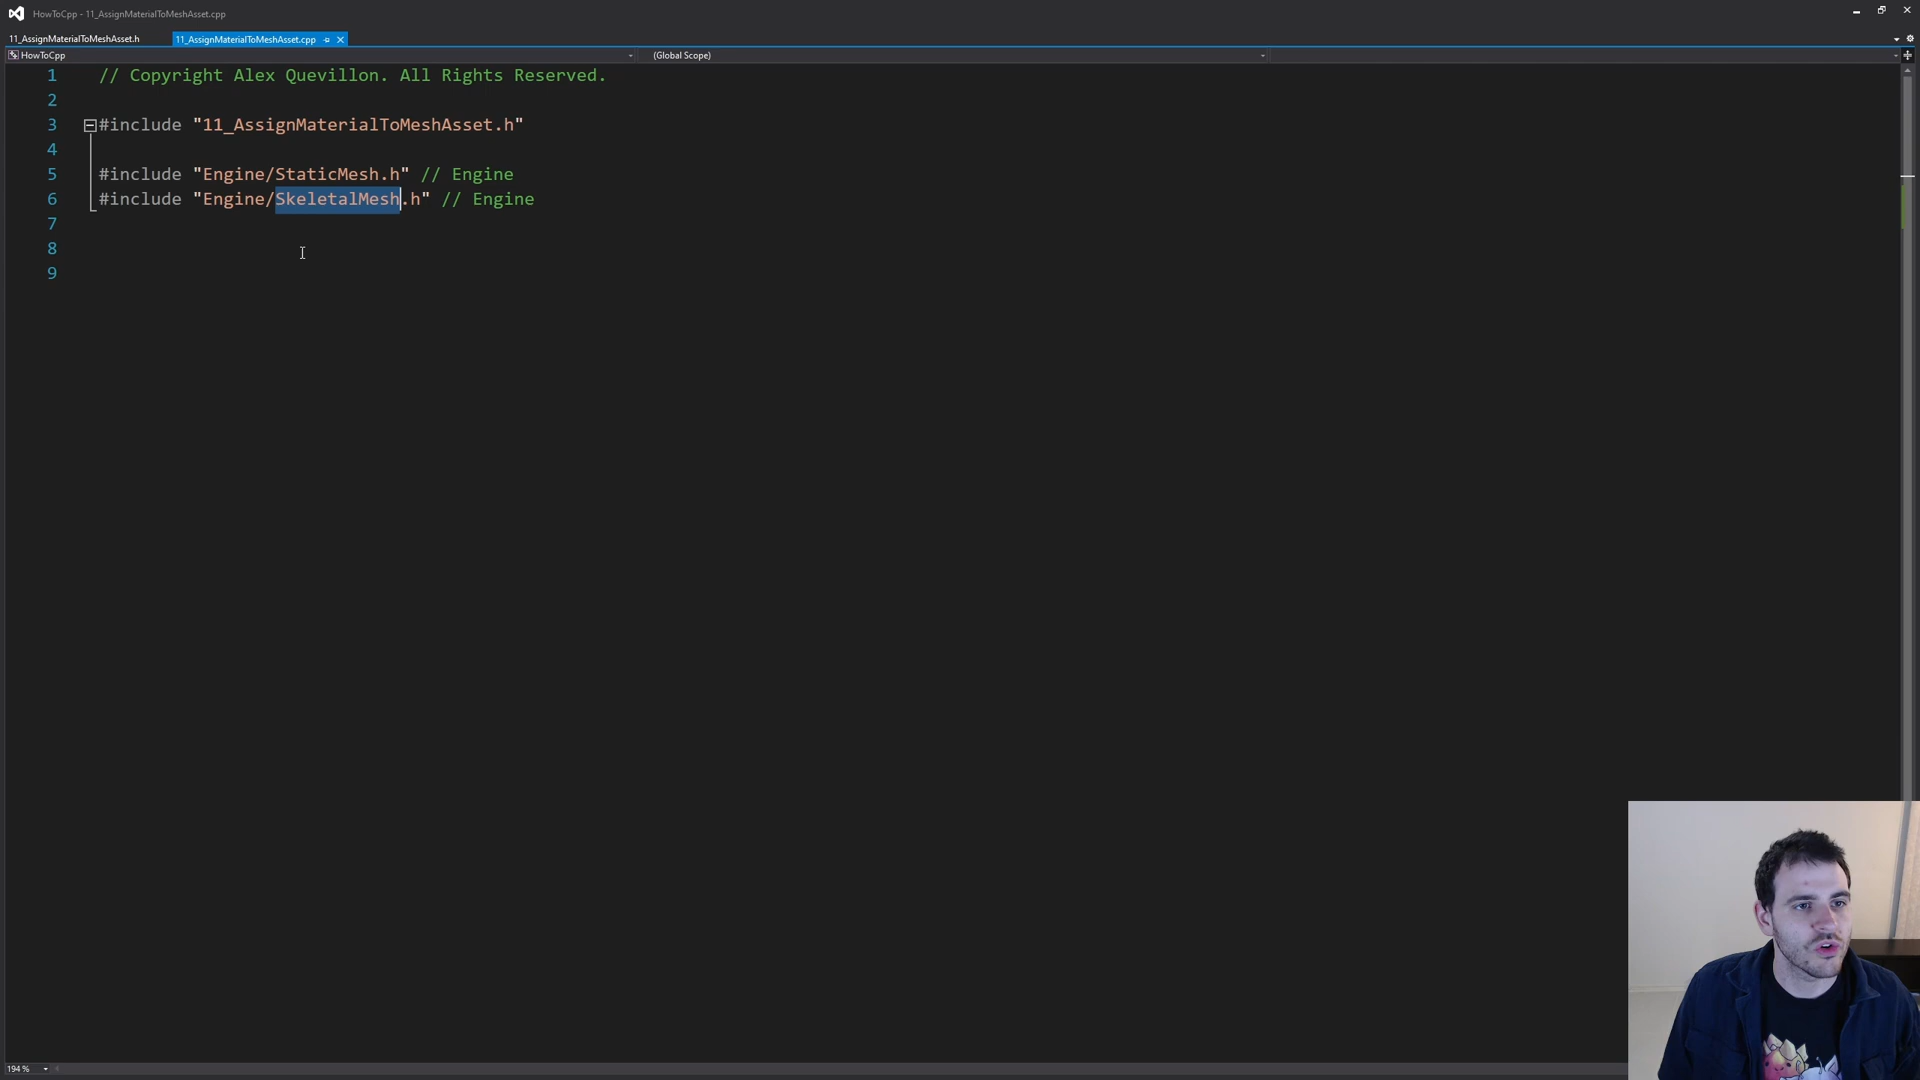 HowToCpp - 11_AssignMaterialToMeshAsset.cpp
11_AssignMaterialToMeshAsset.h
11_AssignMaterialToMeshAsset.cpp
HowToCpp
(Global Scope)
1 // Copyright Alex Quevillon. All Rights Reserved.
2
3 #include "11_AssignMaterialToMeshAsset.h"
4
5 #include "Engine/StaticMesh.h" // Engine
6 #include "Engine/SkeletalMesh.h" // Engine
7
8
9
194 %